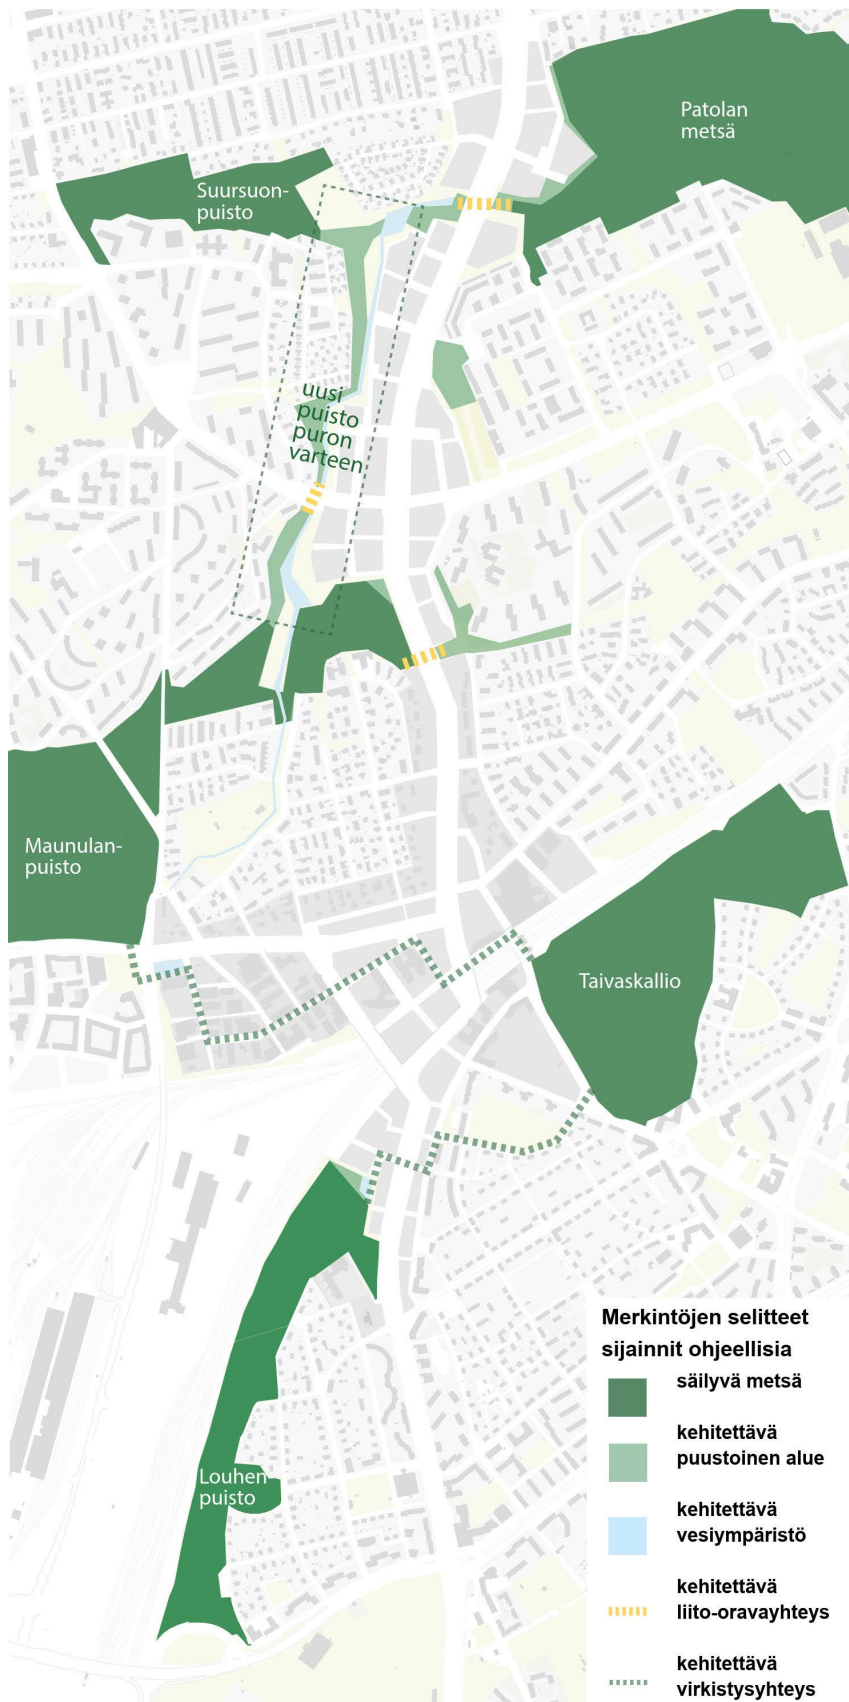 Patolan
metsä
Suursuon-
puisto
uusi
puisto
puron
varteen
Maunulan-
puisto
Taivaskallio
Louhen-
puisto
Merkintöjen selitteet
sijainnit ohjeellisia
säilyvä metsä
kehitettävä
puustoinen alue
kehitettävä
vesiympäristö
kehitettävä
liito-oravayhteys
kehitettävä
virkistysyhteys